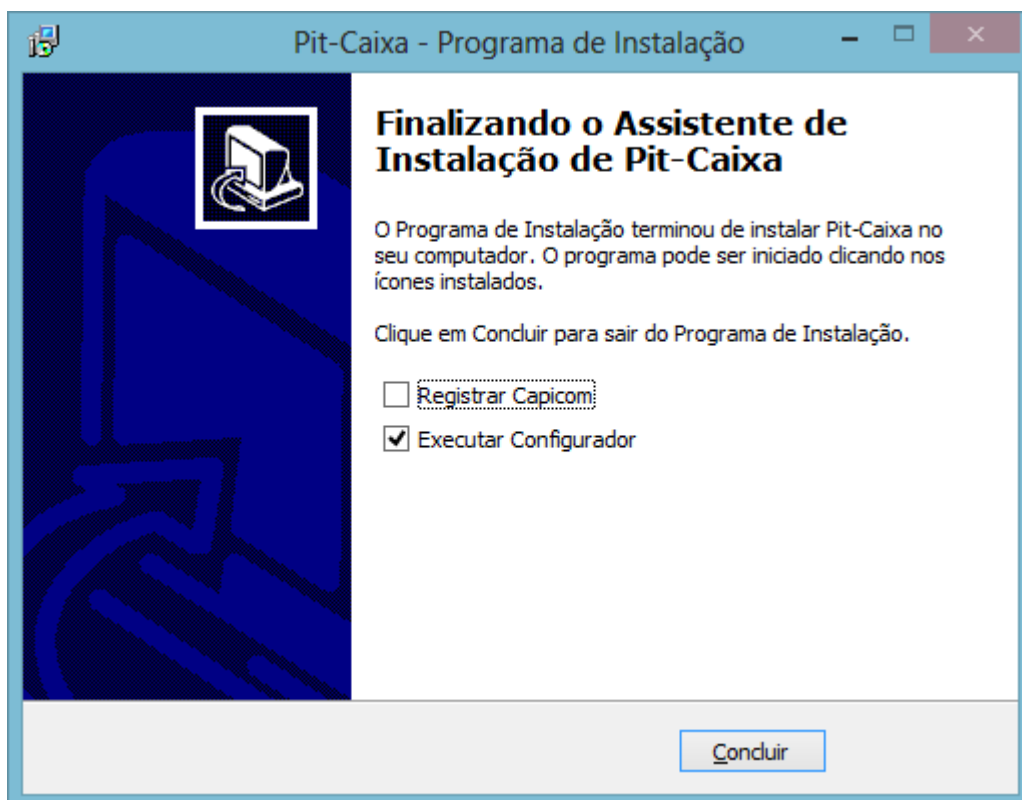 Pit-Caixa - Programa de Instalação
Finalizando o Assistente de
Instalação de Pit-Caixa
O Programa de Instalação terminou de instalar Pit-Caixa no
seu computador. O programa pode ser iniciado clicando nos
ícones instalados.
Clique em Concluir para sair do Programa de Instalação.
Registrar Capicom
Executar Configurador
Concluir